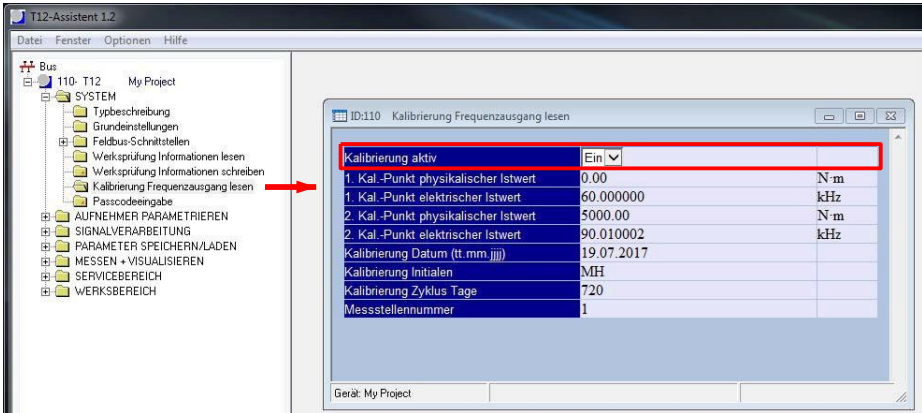 T12-Assistent 1.2
Datei Fenster Optionen Hilfe
Bus
110- T12 My Project
SYSTEM
Typbeschreibung
Grundeinstellungen
Feldbus-Schnittstellen
Werksprüfung Informationen lesen
Werksprüfung Informationen schreiben
Kalibrierung Frequenzausgang lesen
Passcodeeingabe
AUFNEHMER PARAMETRIEREN
SIGNALVERARBEITUNG
PARAMETER SPEICHERN/LADEN
MESSEN + VISUALISIEREN
SERVICEBEREICH
WERKSBEREICH
ID:110 Kalibrierung Frequenzausgang lesen
Kalibrierung aktiv Ein
1. Kal.-Punkt physikalischer Istwert 0.00 N·m
1. Kal.-Punkt elektrischer Istwert 60.000000 kHz
2. Kal.-Punkt physikalischer Istwert 5000.00 N·m
2. Kal.-Punkt elektrischer Istwert 90.010002 kHz
Kalibrierung Datum (tt.mm.jjjj) 19.07.2017
Kalibrierung Initialen MH
Kalibrierung Zyklus Tage 720
Messstellennummer 1
Gerät: My Project